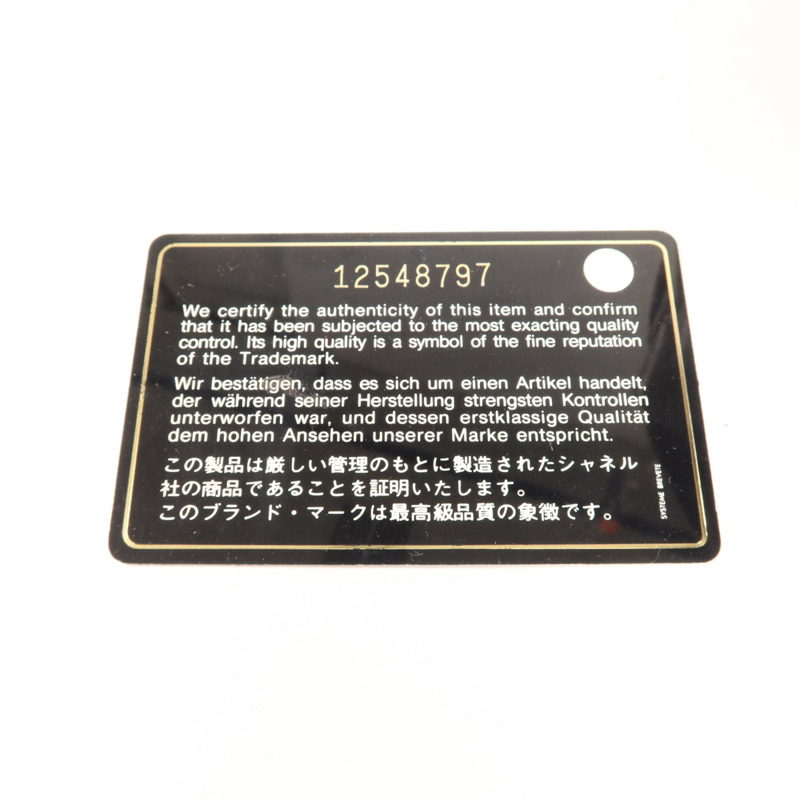 12548797
We certify the authenticity of this item and confirm
that it has been subjected to the most exacting quality
control. Its high quality is a symbol of the fine reputation
of the Trademark.
Wir bestätigen, dass es sich um einen Artikel handelt,
der während seiner Herstellung strengsten Kontrollen
unterworfen war, und dessen erstklassige Qualität
dem hohen Ansehen unserer Marke entspricht.
この製品は厳しい管理のもとに製造されたシャネル
社の商品であることを証明いたします。
このブランド・マークは最高級品質の象徴です。
SYSTEME BREVETE